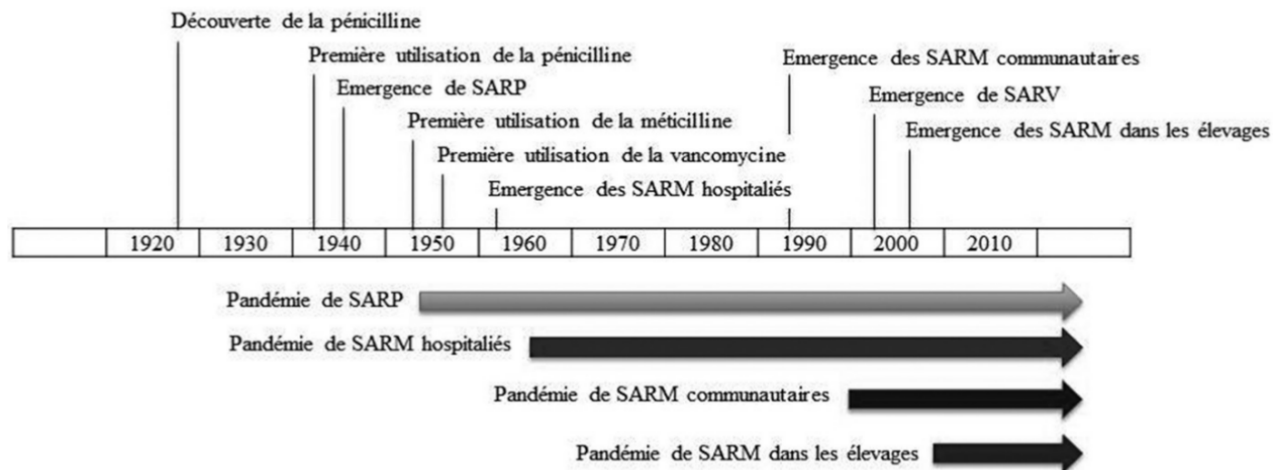 Découverte de la pénicilline
Première utilisation de la pénicilline
Emergence des SARM communautaires
Emergence de SARP
Emergence de SARV
Première utilisation de la méticilline
Emergence des SARM dans les élevages
Première utilisation de la vancomycine
Emergence des SARM hospitaliés
1920 1930 1940 1950 1960 1970 1980 1990 2000 2010
Pandémie de SARP
Pandémie de SARM hospitaliés
Pandémie de SARM communautaires
Pandémie de SARM dans les élevages